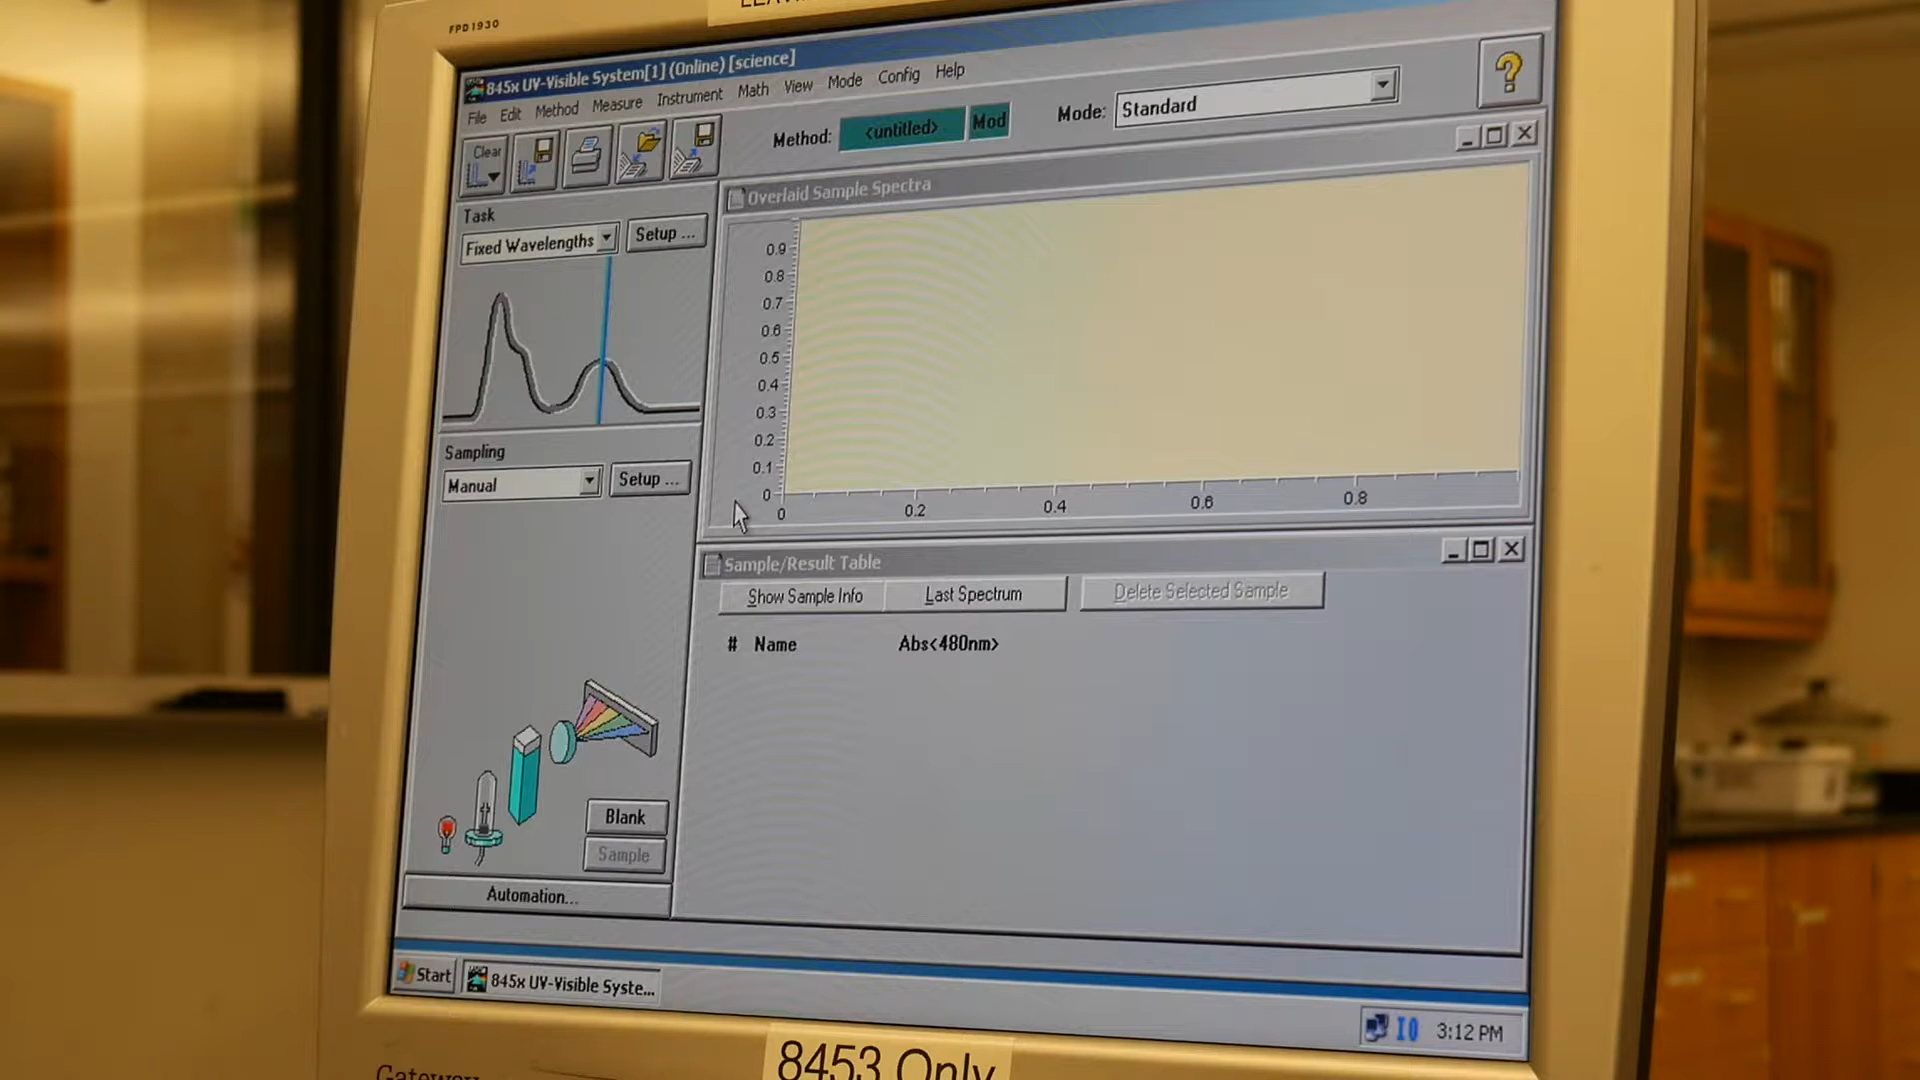 FPD1930
845x UV-Visible System[1] (Online) [science]
File Edit Method Measure Instrument Math View Mode Config Help
Clear
Method: <untitled> Mod Mode: Standard
Task
Fixed Wavelengths Setup ...
Overlaid Sample Spectra
0.9
0.8
0.7
0.6
0.5
0.4
0.3
0.2
0.1
0
0 0.2 0.4 0.6 0.8
Sampling
Manual Setup ...
Sample/Result Table
Show Sample Info Last Spectrum Delete Selected Sample
# Name Abs<480nm>
Blank
Sample
Automation...
Start 845x UV-Visible Syste...
3:12 PM
Gateway
8453 Only